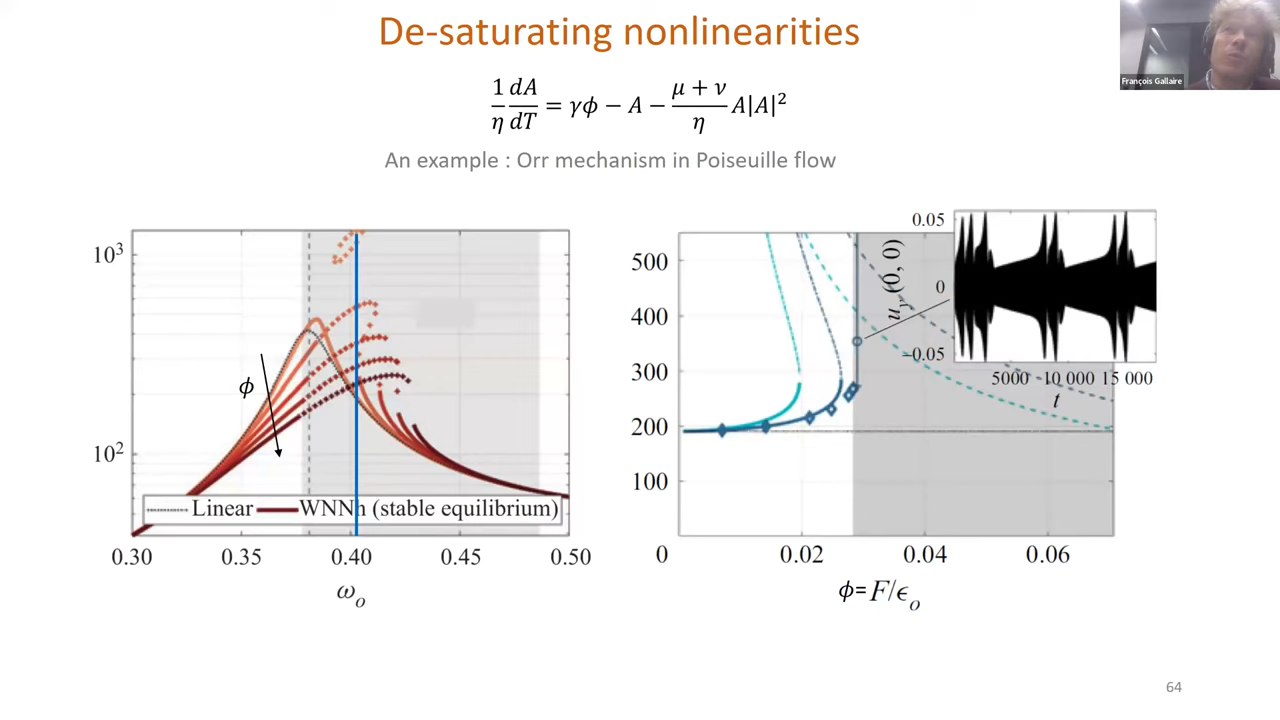 De-saturating nonlinearities
François Gallaire
1/η dA/dT = γϕ − A − (μ + ν)/η A|A|²
An example : Orr mechanism in Poiseuille flow
10³
10²
ϕ
Linear WNNh (stable equilibrium)
0.30 0.35 0.40 0.45 0.50
ω_o
500
400
300
200
100
0 0.02 0.04 0.06
ϕ= F/ϵ_o
0.05
0
–0.05
u_y,(0, 0)
5000 10 000 15 000
t
64